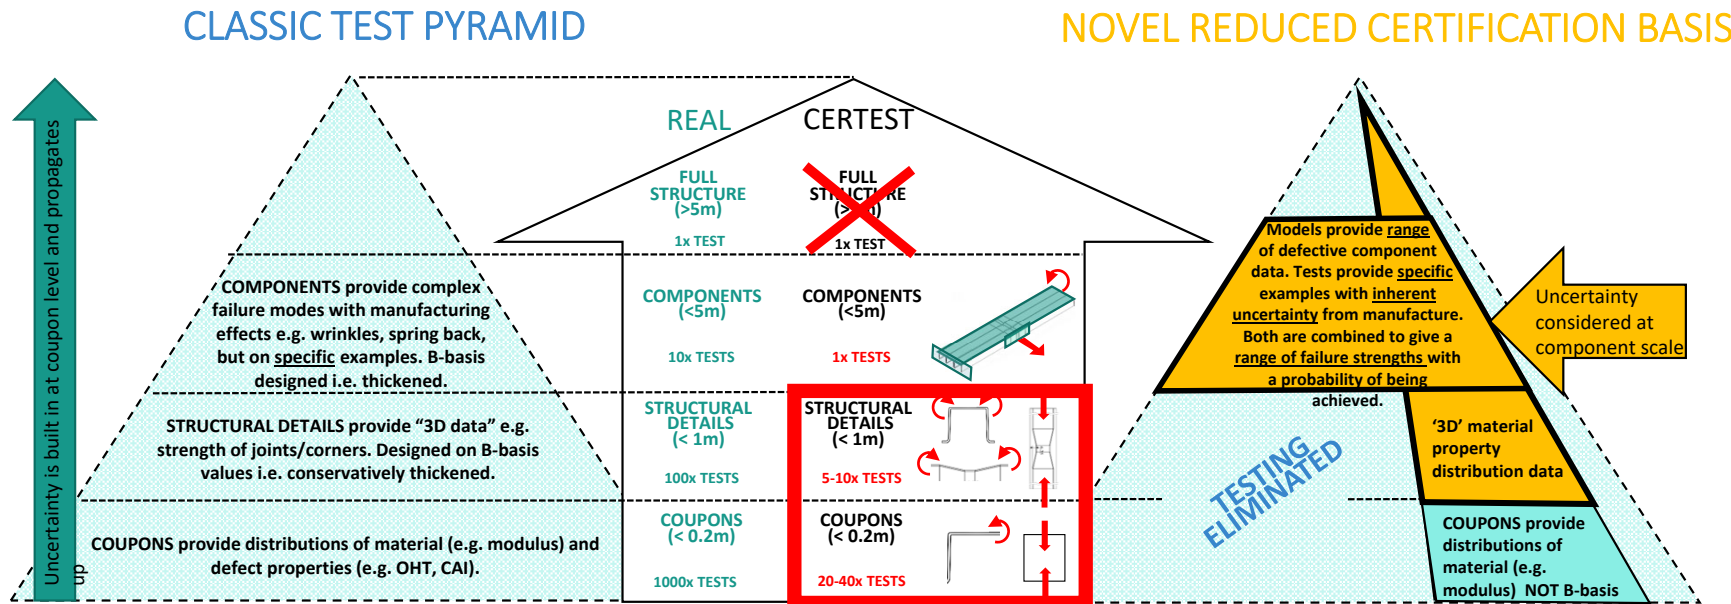 CLASSIC TEST PYRAMID
NOVEL REDUCED CERTIFICATION BASIS
Uncertainty is built in at coupon level and propagates
up
COMPONENTS provide complex
failure modes with manufacturing
effects e.g. wrinkles, spring back,
but on specific examples. B-basis
designed i.e. thickened.
STRUCTURAL DETAILS provide “3D data” e.g.
strength of joints/corners. Designed on B-basis
values i.e. conservatively thickened.
COUPONS provide distributions of material (e.g. modulus) and
defect properties (e.g. OHT, CAI).
REAL
FULL
STRUCTURE
(>5m)
1x TEST
COMPONENTS
(<5m)
10x TESTS
STRUCTURAL
DETAILS
(< 1m)
100x TESTS
COUPONS
(< 0.2m)
1000x TESTS
CERTEST
FULL
STRUCTURE
(>5m)
1x TEST
COMPONENTS
(<5m)
1x TESTS
STRUCTURAL
DETAILS
(< 1m)
5-10x TESTS
COUPONS
(< 0.2m)
20-40x TESTS
Models provide range
of defective component
data. Tests provide specific
examples with inherent
uncertainty from manufacture.
Both are combined to give a
range of failure strengths with
a probability of being
achieved.
Uncertainty
considered at
component scale
‘3D’ material
property
distribution data
TESTING
ELIMINATED
COUPONS provide
distributions of
material (e.g.
modulus) NOT B-basis